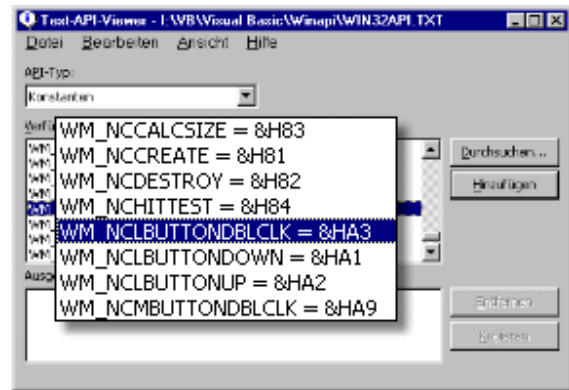 Text-API-Viewer - I:\VB\Visual Basic\Winapi\WIN32API.TXT
Datei Bearbeiten Ansicht Hilfe
API-Typ:
Konstanten
WM_NCCALCSIZE = &H83
WM_NCCREATE = &H81
Durchsuchen...
WM_NCDESTROY = &H82
Hinzufügen
WM_NCHITTEST = &H84
WM_NCLBUTTONDBLCLK = &HA3
WM_NCLBUTTONDOWN = &HA1
WM_NCLBUTTONUP = &HA2
WM_NCMBUTTONDBLCLK = &HA9
Entfernen
Kopieren